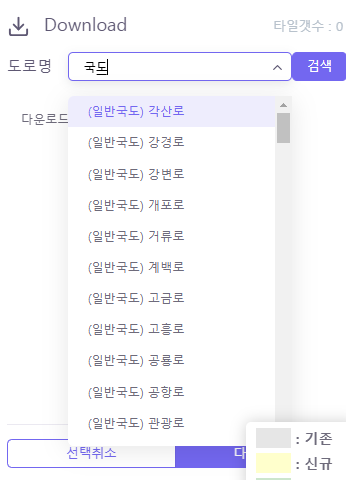 Download
타일갯수 : 0
도로명
국도
검색
다운로드
(일반국도) 각산로
(일반국도) 강경로
(일반국도) 강변로
(일반국도) 개포로
(일반국도) 거류로
(일반국도) 계백로
(일반국도) 고금로
(일반국도) 고흥로
(일반국도) 공룡로
(일반국도) 공항로
(일반국도) 관광로
선택취소
다
: 기존
: 신규